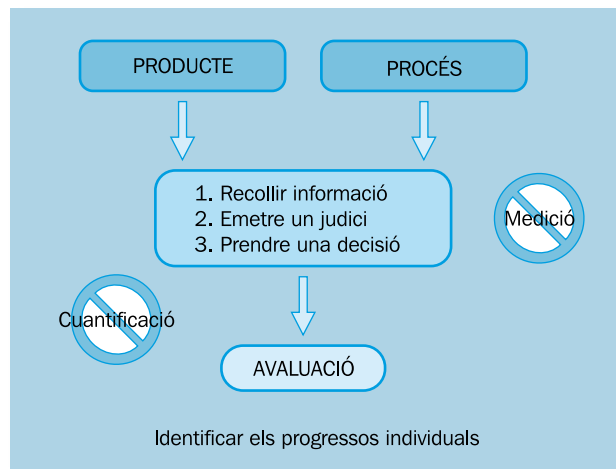 PRODUCTE
PROCÉS
1. Recollir informació
2. Emetre un judici
3. Prendre una decisió
Medició
Cuantificació
AVALUACIÓ
Identificar els progressos individuals